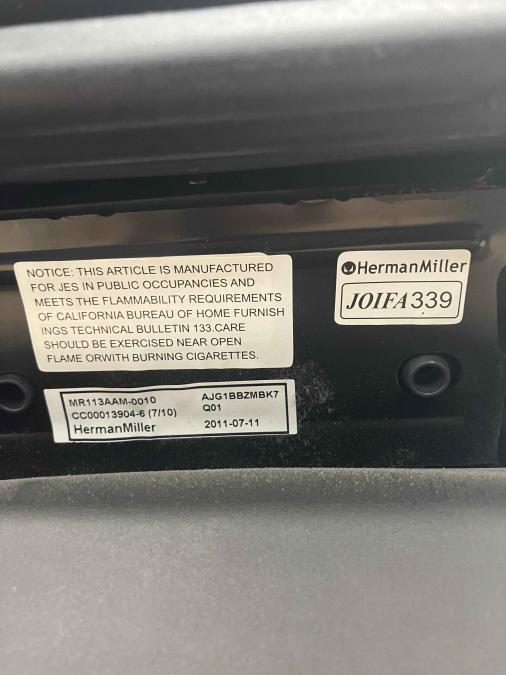 NOTICE: THIS ARTICLE IS MANUFACTURED
FOR JES IN PUBLIC OCCUPANCIES AND
MEETS THE FLAMMABILITY REQUIREMENTS
OF CALIFORNIA BUREAU OF HOME FURNISH
INGS TECHNICAL BULLETIN 133.CARE
SHOULD BE EXERCISED NEAR OPEN
FLAME ORWITH BURNING CIGARETTES.
HermanMiller
JOIFA339
MR113AAM-0010 AJG1BBZMBK7
CC00013904-6 (7/10) Q01
HermanMiller 2011-07-11